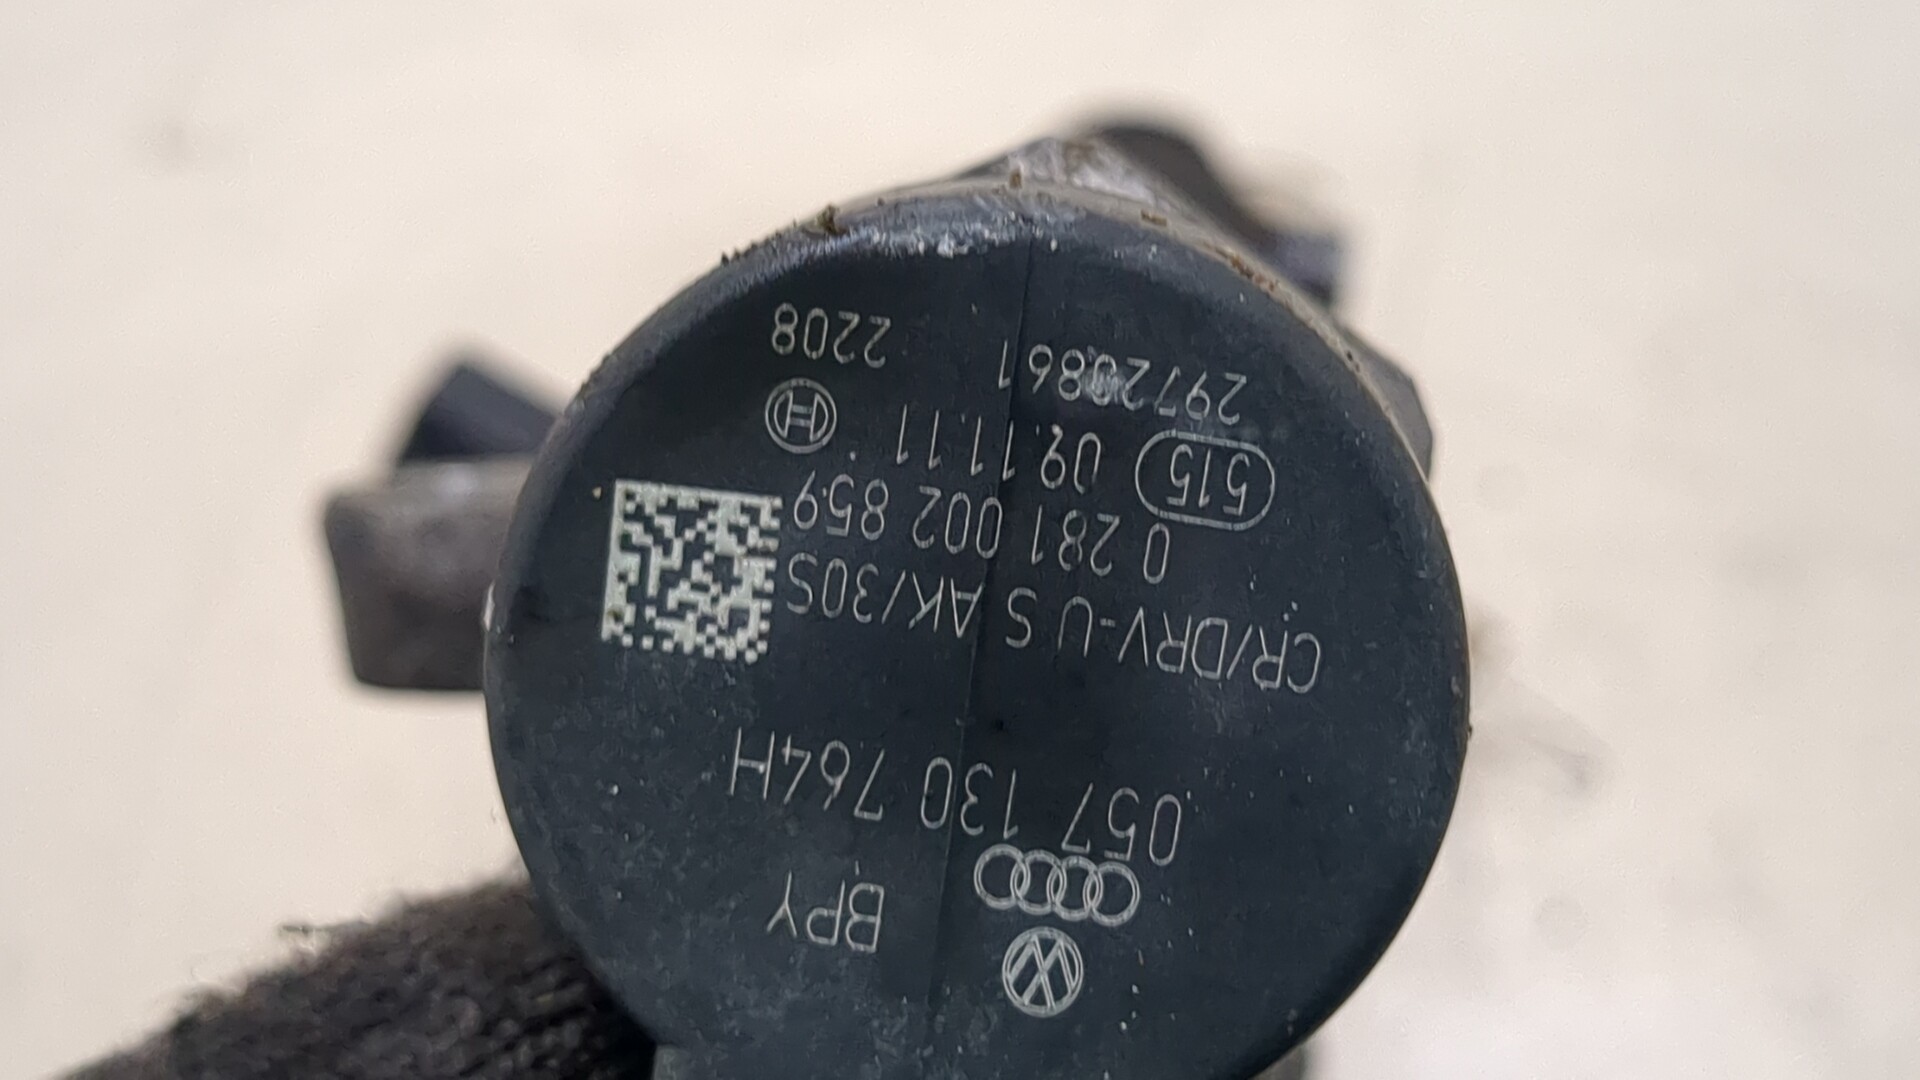 BPY
057 130 764H
CR/DRV-U S AK/30S
0 281 002 859
515 09.11.11
29720861 2208